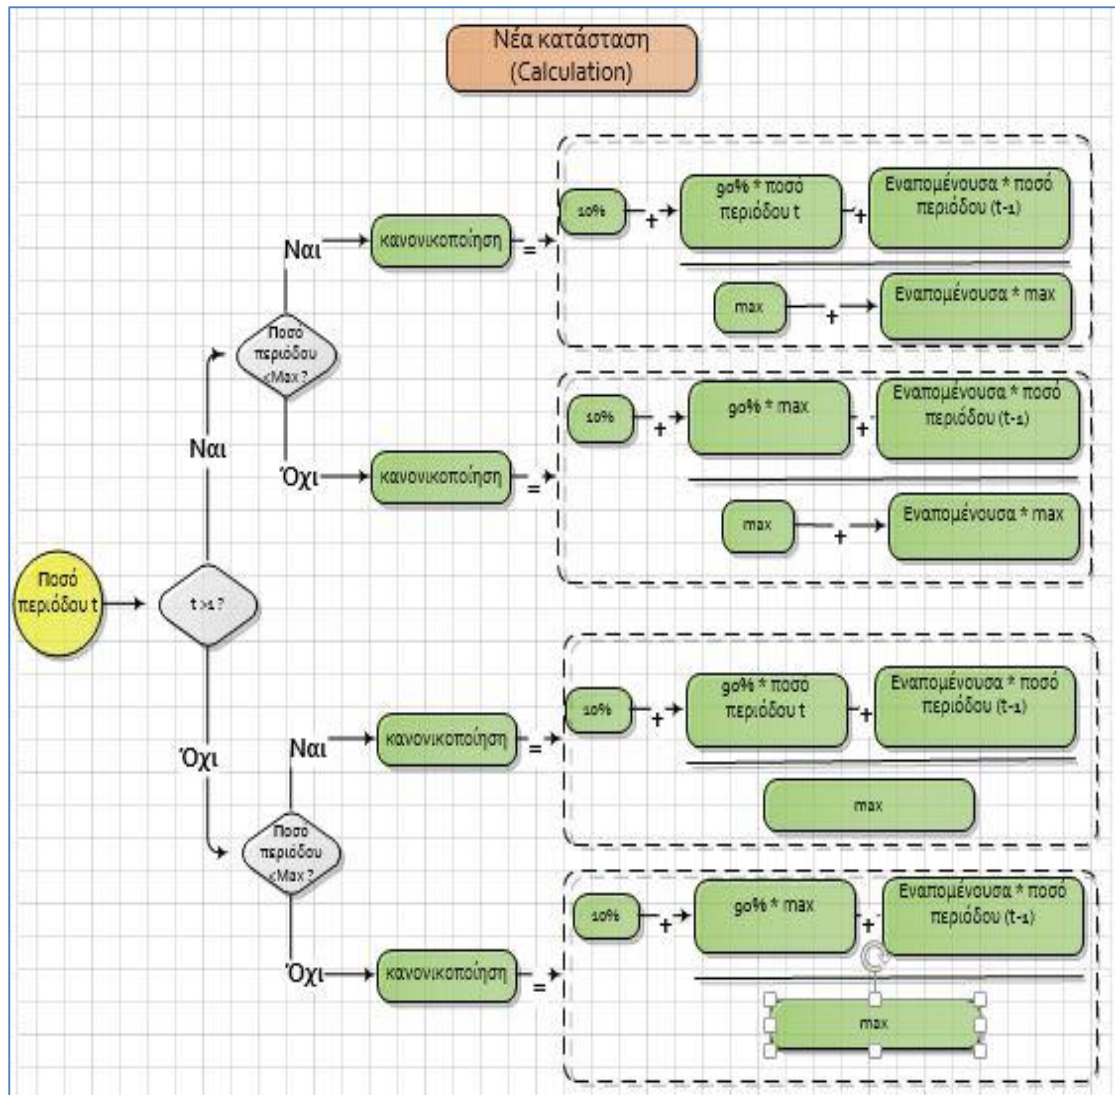 Νέα κατάσταση
(Calculation)
10%
+
90% * ποσό
περιόδου t
+
Εναπομένουσα * ποσό
περιόδου (t-1)
Ναι
κανονικοποίηση
=
max
+
Εναπομένουσα * max
Ποσό
περιόδου
<Max ?
10%
+
90% * max
+
Εναπομένουσα * ποσό
περιόδου (t-1)
Ναι
Όχι
κανονικοποίηση
=
max
+
Εναπομένουσα * max
Ποσό
περιόδου t
t >1 ?
10%
+
90% * ποσό
περιόδου t
+
Εναπομένουσα * ποσό
περιόδου (t-1)
Όχι
Ναι
κανονικοποίηση
=
max
Ποσό
περιόδου
<Max ?
10%
+
90% * max
+
Εναπομένουσα * ποσό
περιόδου (t-1)
Όχι
κανονικοποίηση
=
max